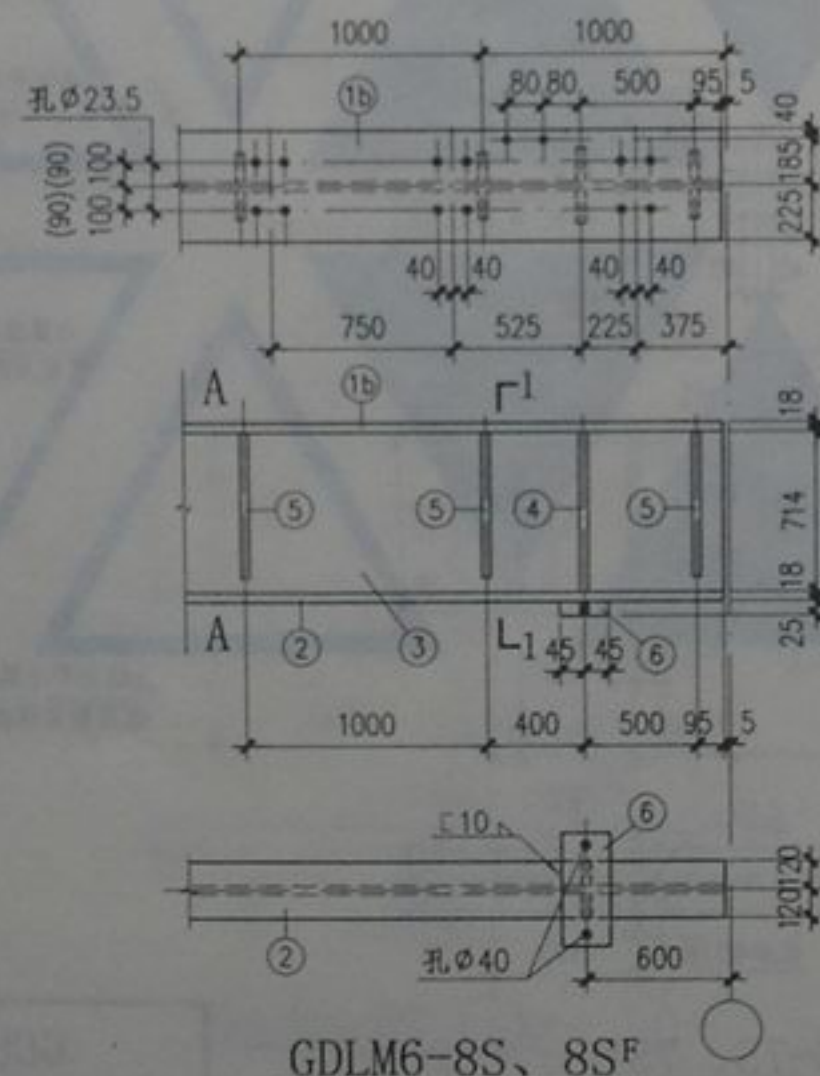 1000 1000
80 80 500 95 5
孔Ø23.5 1b 40
(90)(90) 100 100 185 225
40 40 40 40
750 525 225 375
A 1b 1 18
5 5 4 5 714
18
A 2 3 1 45 45 6 25
1000 400 500 95 5
⊏10 6 120
120
2 孔Ø40 600
GDLM6-8S、8Sᶠ